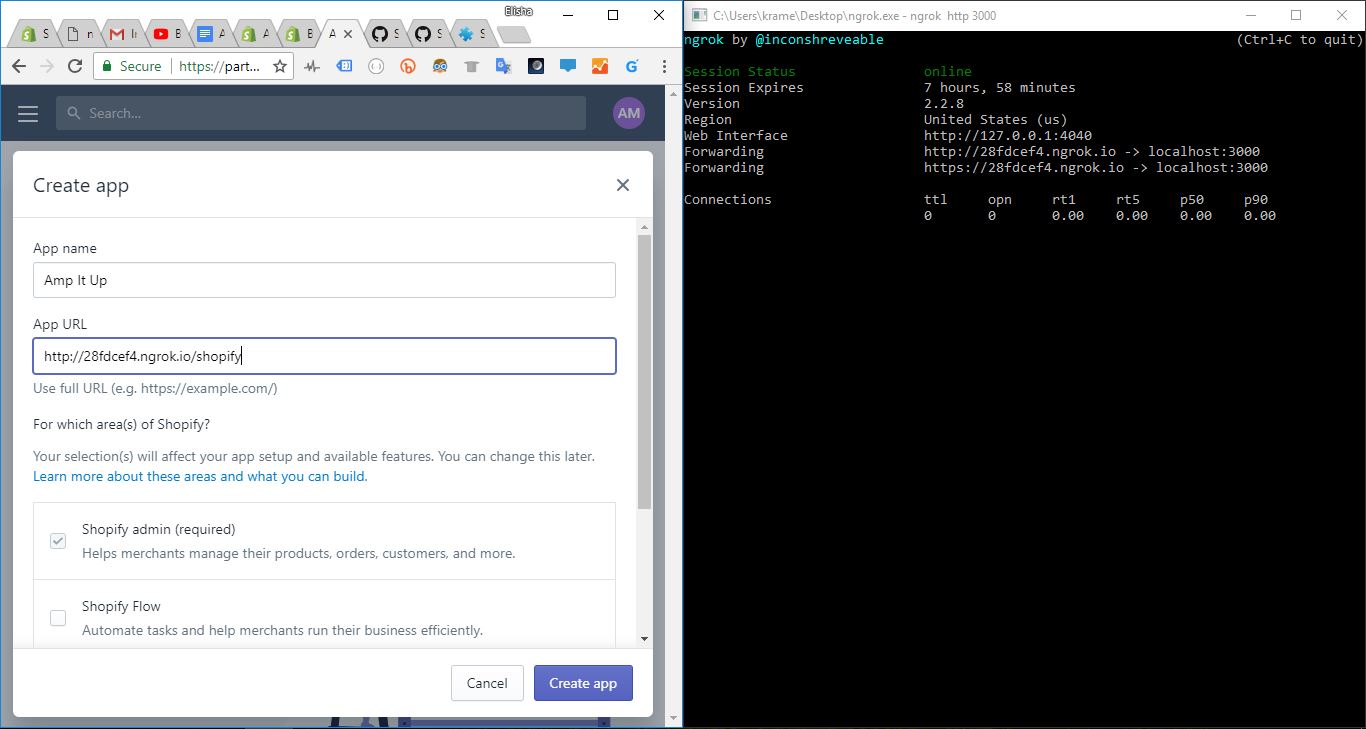 Elisha
S
n
M I
B
A
A
B
A
S
S
S
Secure
https://part...
Search...
AM
Create app
App name
Amp It Up
App URL
http://28fdcef4.ngrok.io/shopify
Use full URL (e.g. https://example.com/)
For which area(s) of Shopify?
Your selection(s) will affect your app setup and available features. You can change this later.
Learn more about these areas and what you can build.
Shopify admin (required)
Helps merchants manage their products, orders, customers, and more.
Shopify Flow
Automate tasks and help merchants run their business efficiently.
Cancel
Create app
C:\Users\krame\Desktop\ngrok.exe - ngrok http 3000
ngrok by @inconshreveable (Ctrl+C to quit)
Session Status online
Session Expires 7 hours, 58 minutes
Version 2.2.8
Region United States (us)
Web Interface http://127.0.0.1:4040
Forwarding http://28fdcef4.ngrok.io -> localhost:3000
Forwarding https://28fdcef4.ngrok.io -> localhost:3000
Connections ttl opn rt1 rt5 p50 p90
0 0 0.00 0.00 0.00 0.00